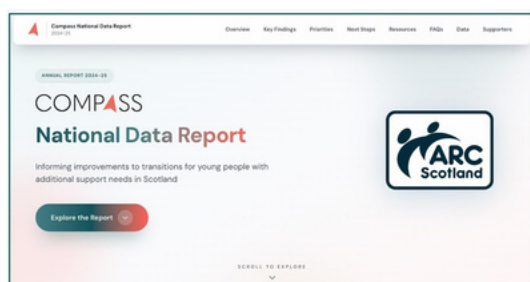 Compass National Data Report
2024-25
Overview Key Findings Priorities Next Steps Resources FAQs Data Supporters
ANNUAL REPORT 2024-25
COMPASS
National Data Report
Informing improvements to transitions for young people with
additional support needs in Scotland
ARC
Scotland
Explore the Report
SCROLL TO EXPLORE